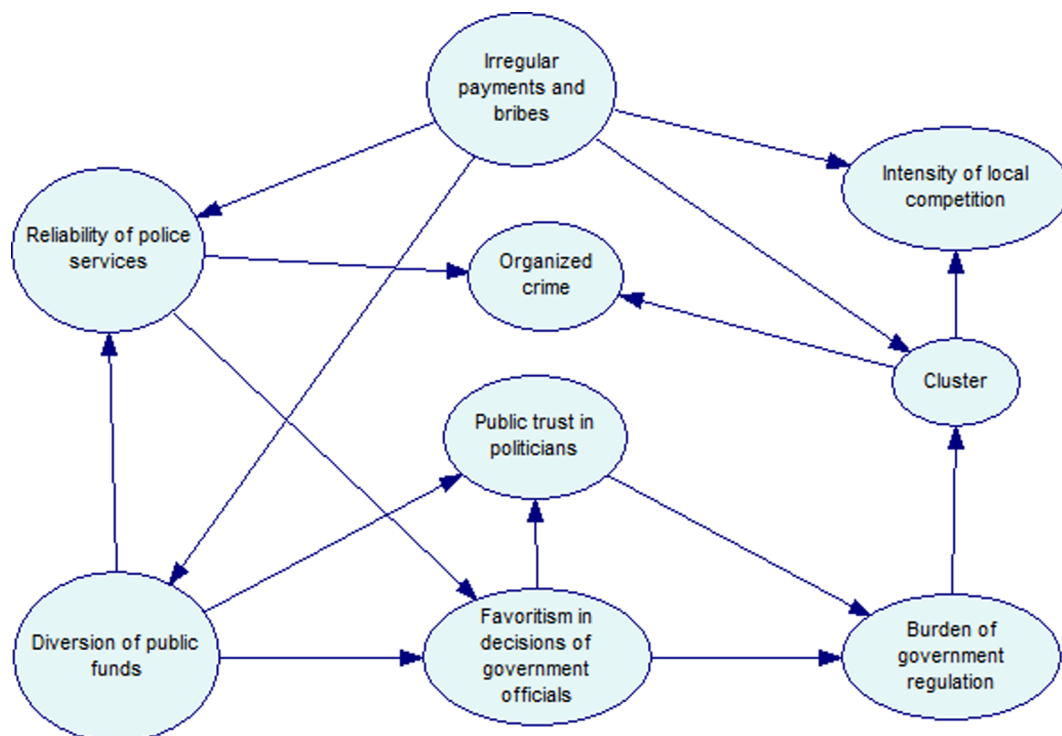 Irregular
payments and
bribes
Intensity of local
competition
Reliability of police
services
Organized
crime
Cluster
Public trust in
politicians
Diversion of public
funds
Favoritism in
decisions of
government
officials
Burden of
government
regulation